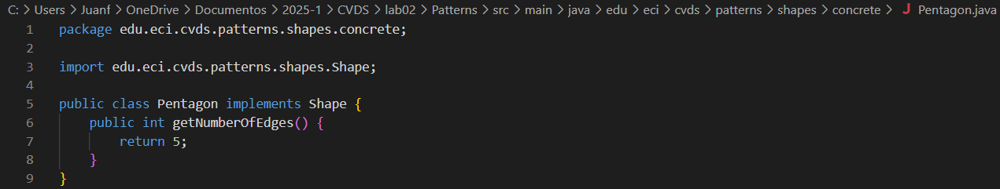 C: > Users > Juanf > OneDrive > Documentos > 2025-1 > CVDS > lab02 > Patterns > src > main > java > edu > eci > cvds > patterns > shapes > concrete > J Pentagon.java
1 package edu.eci.cvds.patterns.shapes.concrete;
2
3 import edu.eci.cvds.patterns.shapes.Shape;
4
5 public class Pentagon implements Shape {
6     public int getNumberOfEdges() {
7         return 5;
8     }
9 }